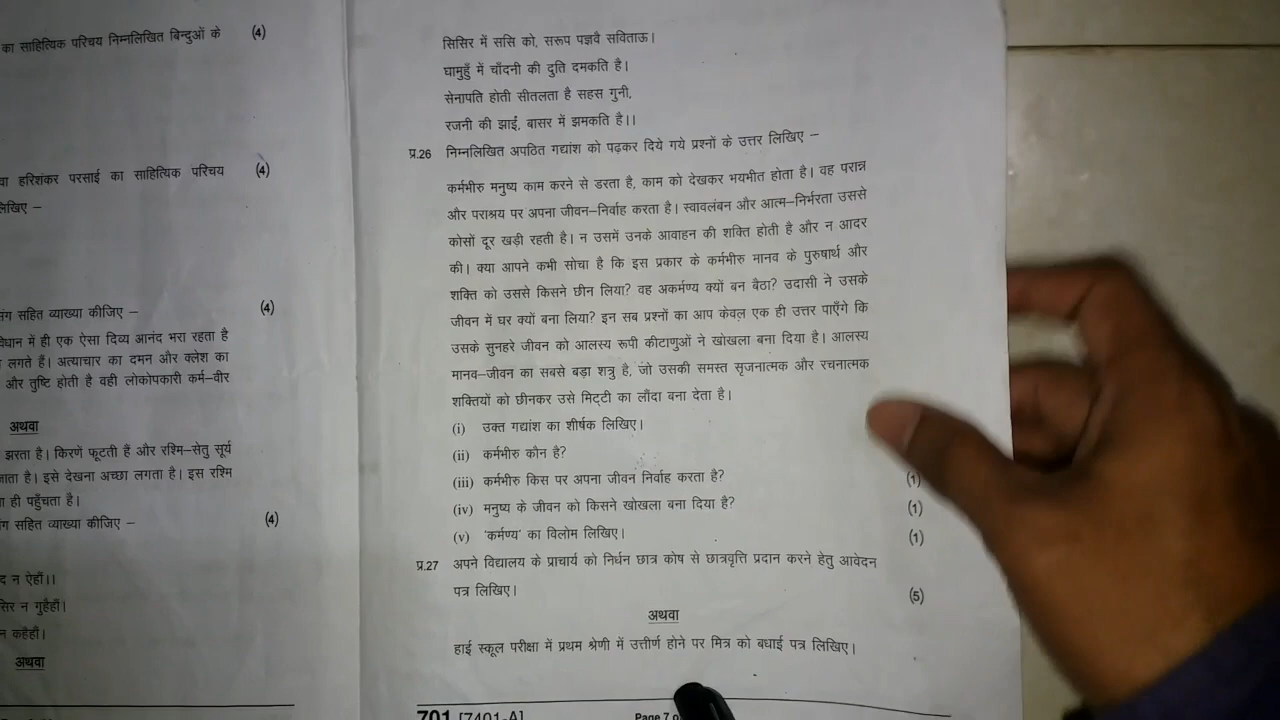 का साहित्यिक परिचय निम्नलिखित बिन्दुओं के (4)
हरिशंकर परसाई का साहित्यिक परिचय (4)
लिखिए –
सहित व्याख्या कीजिए – (4)
में ही एक ऐसा दिव्य आनंद भरा रहता है
लगते हैं। अत्याचार का दमन और क्लेश का
और तुष्टि होती है वही लोकोपकारी कर्म–वीर
अथवा
झरता है। किरणें फूटती हैं और रश्मि–सेतु सूर्य
है। इसे देखना अच्छा लगता है। इस रश्मि
ही पहुँचता है।
सहित व्याख्या कीजिए – (4)
न ऐहौं।।
न गुहैहौं।
न कहैहौं।
अथवा
सिसिर में ससि को, सरूप पज्ञवै सविताऊ।
घामुहुँ में चाँदनी की दुति दमकति है।
सेनापति होती सीतलता है सहस गुनी,
रजनी की झाईं, बासर में झमकति है।।
प्र.26 निम्नलिखित अपठित गद्यांश को पढ़कर दिये गये प्रश्नों के उत्तर लिखिए –
कर्मभीरु मनुष्य काम करने से डरता है, काम को देखकर भयभीत होता है। वह परान्न
और पराश्रय पर अपना जीवन–निर्वाह करता है। स्वावलंबन और आत्म–निर्भरता उससे
कोसों दूर खड़ी रहती है। न उसमें उनके आवाहन की शक्ति होती है और न आदर
की। क्या आपने कभी सोचा है कि इस प्रकार के कर्मभीरु मानव के पुरुषार्थ और
शक्ति को उससे किसने छीन लिया? वह अकर्मण्य क्यों बन बैठा? उदासी ने उसके
जीवन में घर क्यों बना लिया? इन सब प्रश्नों का आप केवल एक ही उत्तर पाएँगे कि
उसके सुनहरे जीवन को आलस्य रूपी कीटाणुओं ने खोखला बना दिया है। आलस्य
मानव–जीवन का सबसे बड़ा शत्रु है, जो उसकी समस्त सृजनात्मक और रचनात्मक
शक्तियों को छीनकर उसे मिट्टी का लौंदा बना देता है।
(i) उक्त गद्यांश का शीर्षक लिखिए।
(ii) कर्मभीरु कौन है?
(iii) कर्मभीरु किस पर अपना जीवन निर्वाह करता है? (1)
(iv) मनुष्य के जीवन को किसने खोखला बना दिया है? (1)
(v) 'कर्मण्य' का विलोम लिखिए। (1)
प्र.27 अपने विद्यालय के प्राचार्य को निर्धन छात्र कोष से छात्रवृत्ति प्रदान करने हेतु आवेदन
पत्र लिखिए। (5)
अथवा
हाई स्कूल परीक्षा में प्रथम श्रेणी में उत्तीर्ण होने पर मित्र को बधाई पत्र लिखिए।
701 [7401-A] Page 7